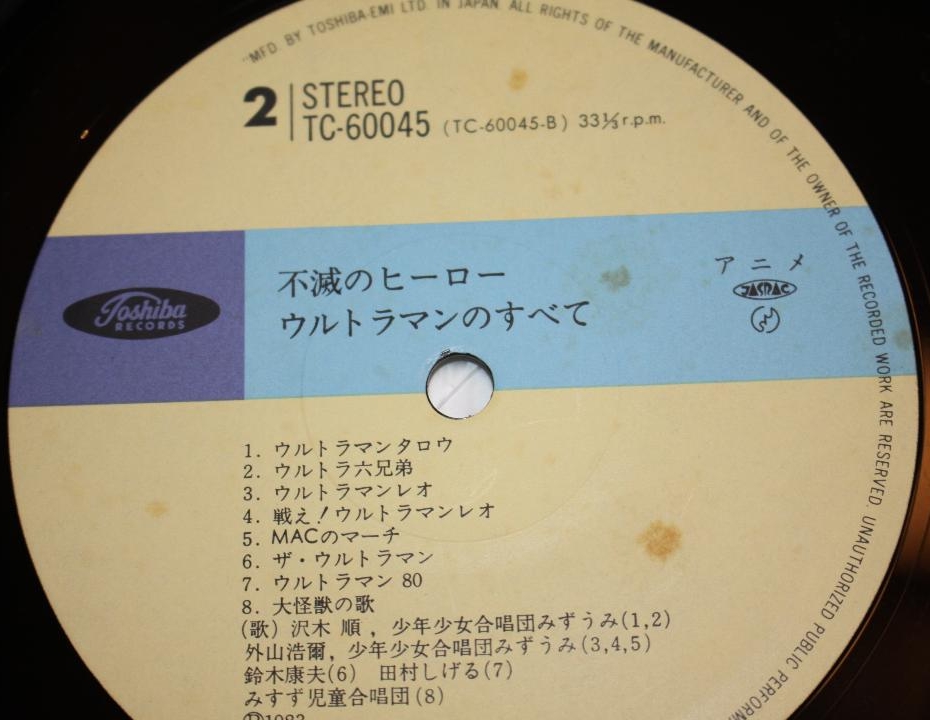 "MFD. BY TOSHIBA-EMI LTD. IN JAPAN. ALL RIGHTS OF THE MANUFACTURER AND OF THE OWNER OF THE RECORDED WORK ARE RESERVED. UNAUTHORIZED PUBLIC
2 STEREO
TC-60045 (TC-60045-B) 33⅓ r.p.m.
Toshiba
RECORDS
不滅のヒーロー
ウルトラマンのすべて
アニメ
JASRAC
1. ウルトラマンタロウ
2. ウルトラ六兄弟
3. ウルトラマンレオ
4. 戦え!ウルトラマンレオ
5. MACのマーチ
6. ザ・ウルトラマン
7. ウルトラマン 80
8. 大怪獣の歌
(歌) 沢木 順 , 少年少女合唱団みずうみ(1,2)
外山浩爾, 少年少女合唱団みずうみ(3,4,5)
鈴木康夫(6) 田村しげる(7)
みすず児童合唱団(8)